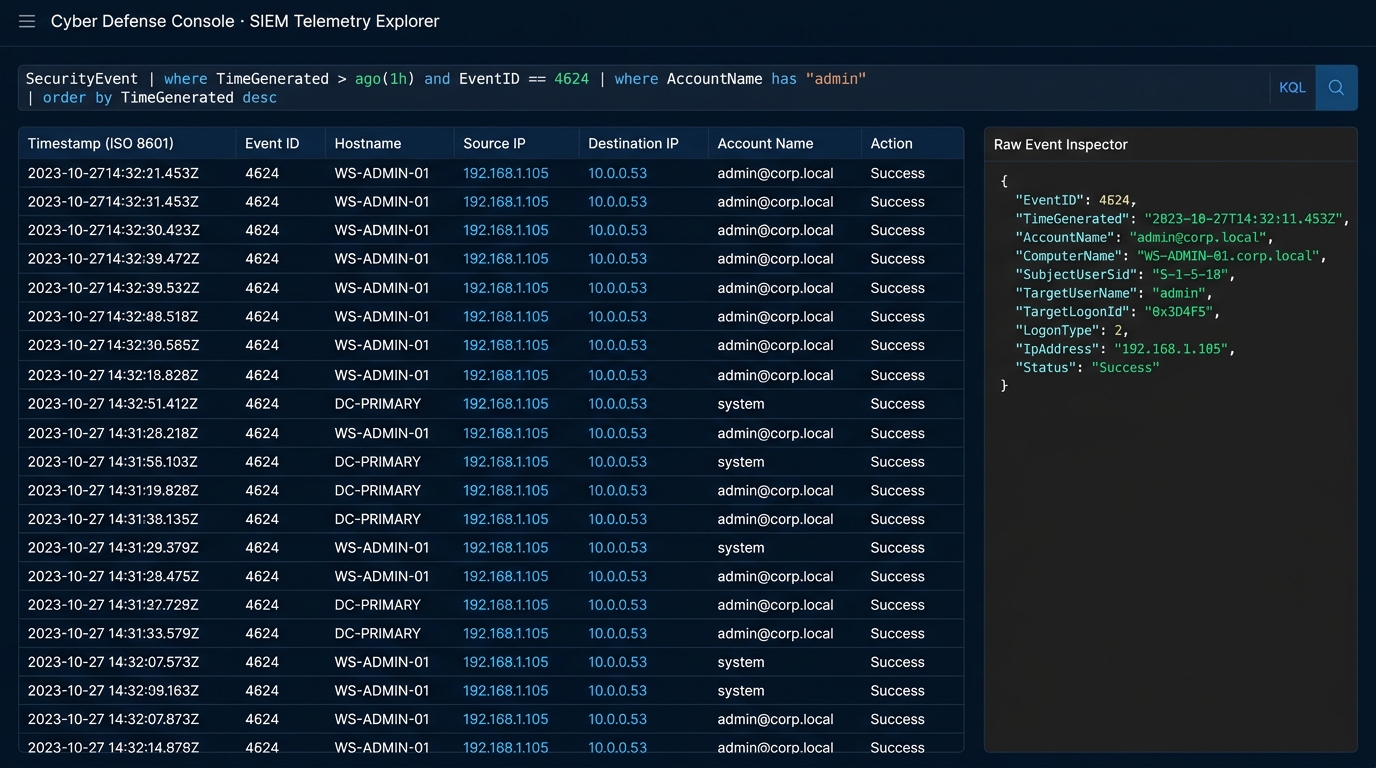 Cyber Defense Console · SIEM Telemetry Explorer
SecurityEvent | where TimeGenerated > ago(1h) and EventID == 4624 | where AccountName has "admin"
| order by TimeGenerated desc
KQL
Timestamp (ISO 8601) Event ID Hostname Source IP Destination IP Account Name Action
2023-10-2714:32:21.453Z 4624 WS-ADMIN-01 192.168.1.105 10.0.0.53 admin@corp.local Success
2023-10-2714:32:31.453Z 4624 WS-ADMIN-01 192.168.1.105 10.0.0.53 admin@corp.local Success
2023-10-2714:32:30.423Z 4624 WS-ADMIN-01 192.168.1.105 10.0.0.53 admin@corp.local Success
2023-10-2714:32:39.472Z 4624 WS-ADMIN-01 192.168.1.105 10.0.0.53 admin@corp.local Success
2023-10-2714:32:39.532Z 4624 WS-ADMIN-01 192.168.1.105 10.0.0.53 admin@corp.local Success
4624 WS-ADMIN-01 192.168.1.105 10.0.0.53 admin@corp.local Success
2023-10-2714:32:30.585Z 4624 WS-ADMIN-01 192.168.1.105 10.0.0.53 admin@corp.local Success
2023-10-27 14:32:18.828Z 4624 WS-ADMIN-01 192.168.1.105 10.0.0.53 admin@corp.local Success
2023-10-27 14:32:51.412Z 4624 DC-PRIMARY 192.168.1.105 10.0.0.53 system Success
2023-10-27 14:31:28.218Z 4624 WS-ADMIN-01 192.168.1.105 10.0.0.53 admin@corp.local Success
2023-10-27 14:31:56.103Z 4624 DC-PRIMARY 192.168.1.105 10.0.0.53 system Success
2023-10-27 14:31:19.828Z 4624 DC-PRIMARY 192.168.1.105 10.0.0.53 admin@corp.local Success
2023-10-27 14:31:38.135Z 4624 DC-PRIMARY 192.168.1.105 10.0.0.53 admin@corp.local Success
2023-10-27 14:31:29.379Z 4624 WS-ADMIN-01 192.168.1.105 10.0.0.53 system Success
2023-10-27 14:31:28.475Z 4624 WS-ADMIN-01 192.168.1.105 10.0.0.53 admin@corp.local Success
2023-10-27 14:31:37.729Z 4624 DC-PRIMARY 192.168.1.105 10.0.0.53 admin@corp.local Success
2023-10-27 14:31:33.579Z 4624 DC-PRIMARY 192.168.1.105 10.0.0.53 admin@corp.local Success
2023-10-27 14:32:07.573Z 4624 WS-ADMIN-01 192.168.1.105 10.0.0.53 system Success
2023-10-27 14:32:09.163Z 4624 WS-ADMIN-01 192.168.1.105 10.0.0.53 system Success
2023-10-27 14:32:07.873Z 4624 WS-ADMIN-01 192.168.1.105 10.0.0.53 admin@corp.local Success
2023-10-27 14:32:14.878Z 4624 WS-ADMIN-01 192.168.1.105 10.0.0.53 admin@corp.local Success
Raw Event Inspector
{
"EventID": 4624,
"TimeGenerated": "2023-10-27T14:32:11.453Z",
"AccountName": "admin@corp.local",
"ComputerName": "WS-ADMIN-01.corp.local",
"SubjectUserSid": "S-1-5-18",
"TargetUserName": "admin",
"TargetLogonId": "0x3D4F5",
"LogonType": 2,
"IpAddress": "192.168.1.105",
"Status": "Success"
}